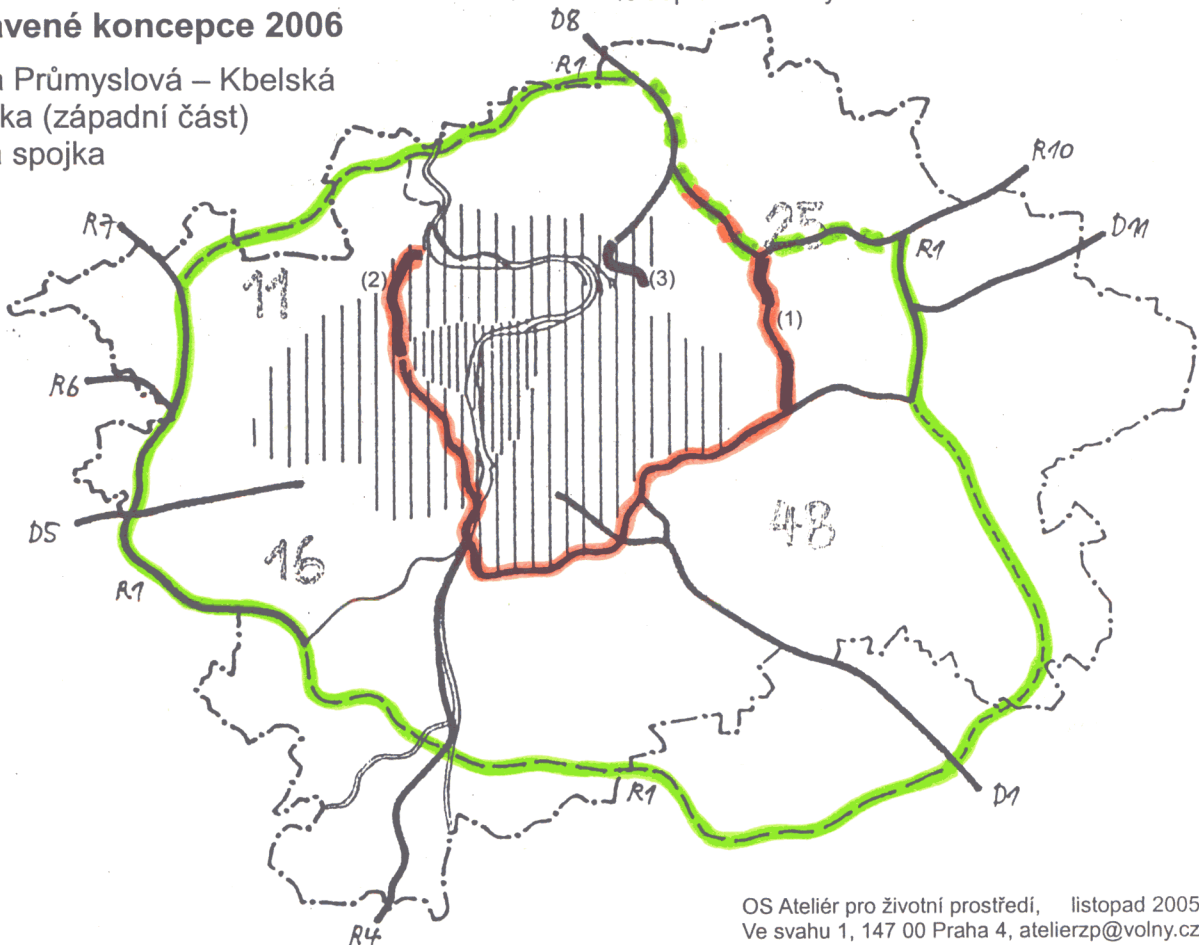 avené koncepce 2006
Průmyslová – Kbelská
ka (západní část)
spojka
D8
R1
R10
R7
25
D11
R1
11
(2)
(3)
(1)
R6
D5
48
16
R1
R1
D1
R4
OS Ateliér pro životní prostředí, listopad 2005
Ve svahu 1, 147 00 Praha 4, atelierzp@volny.cz